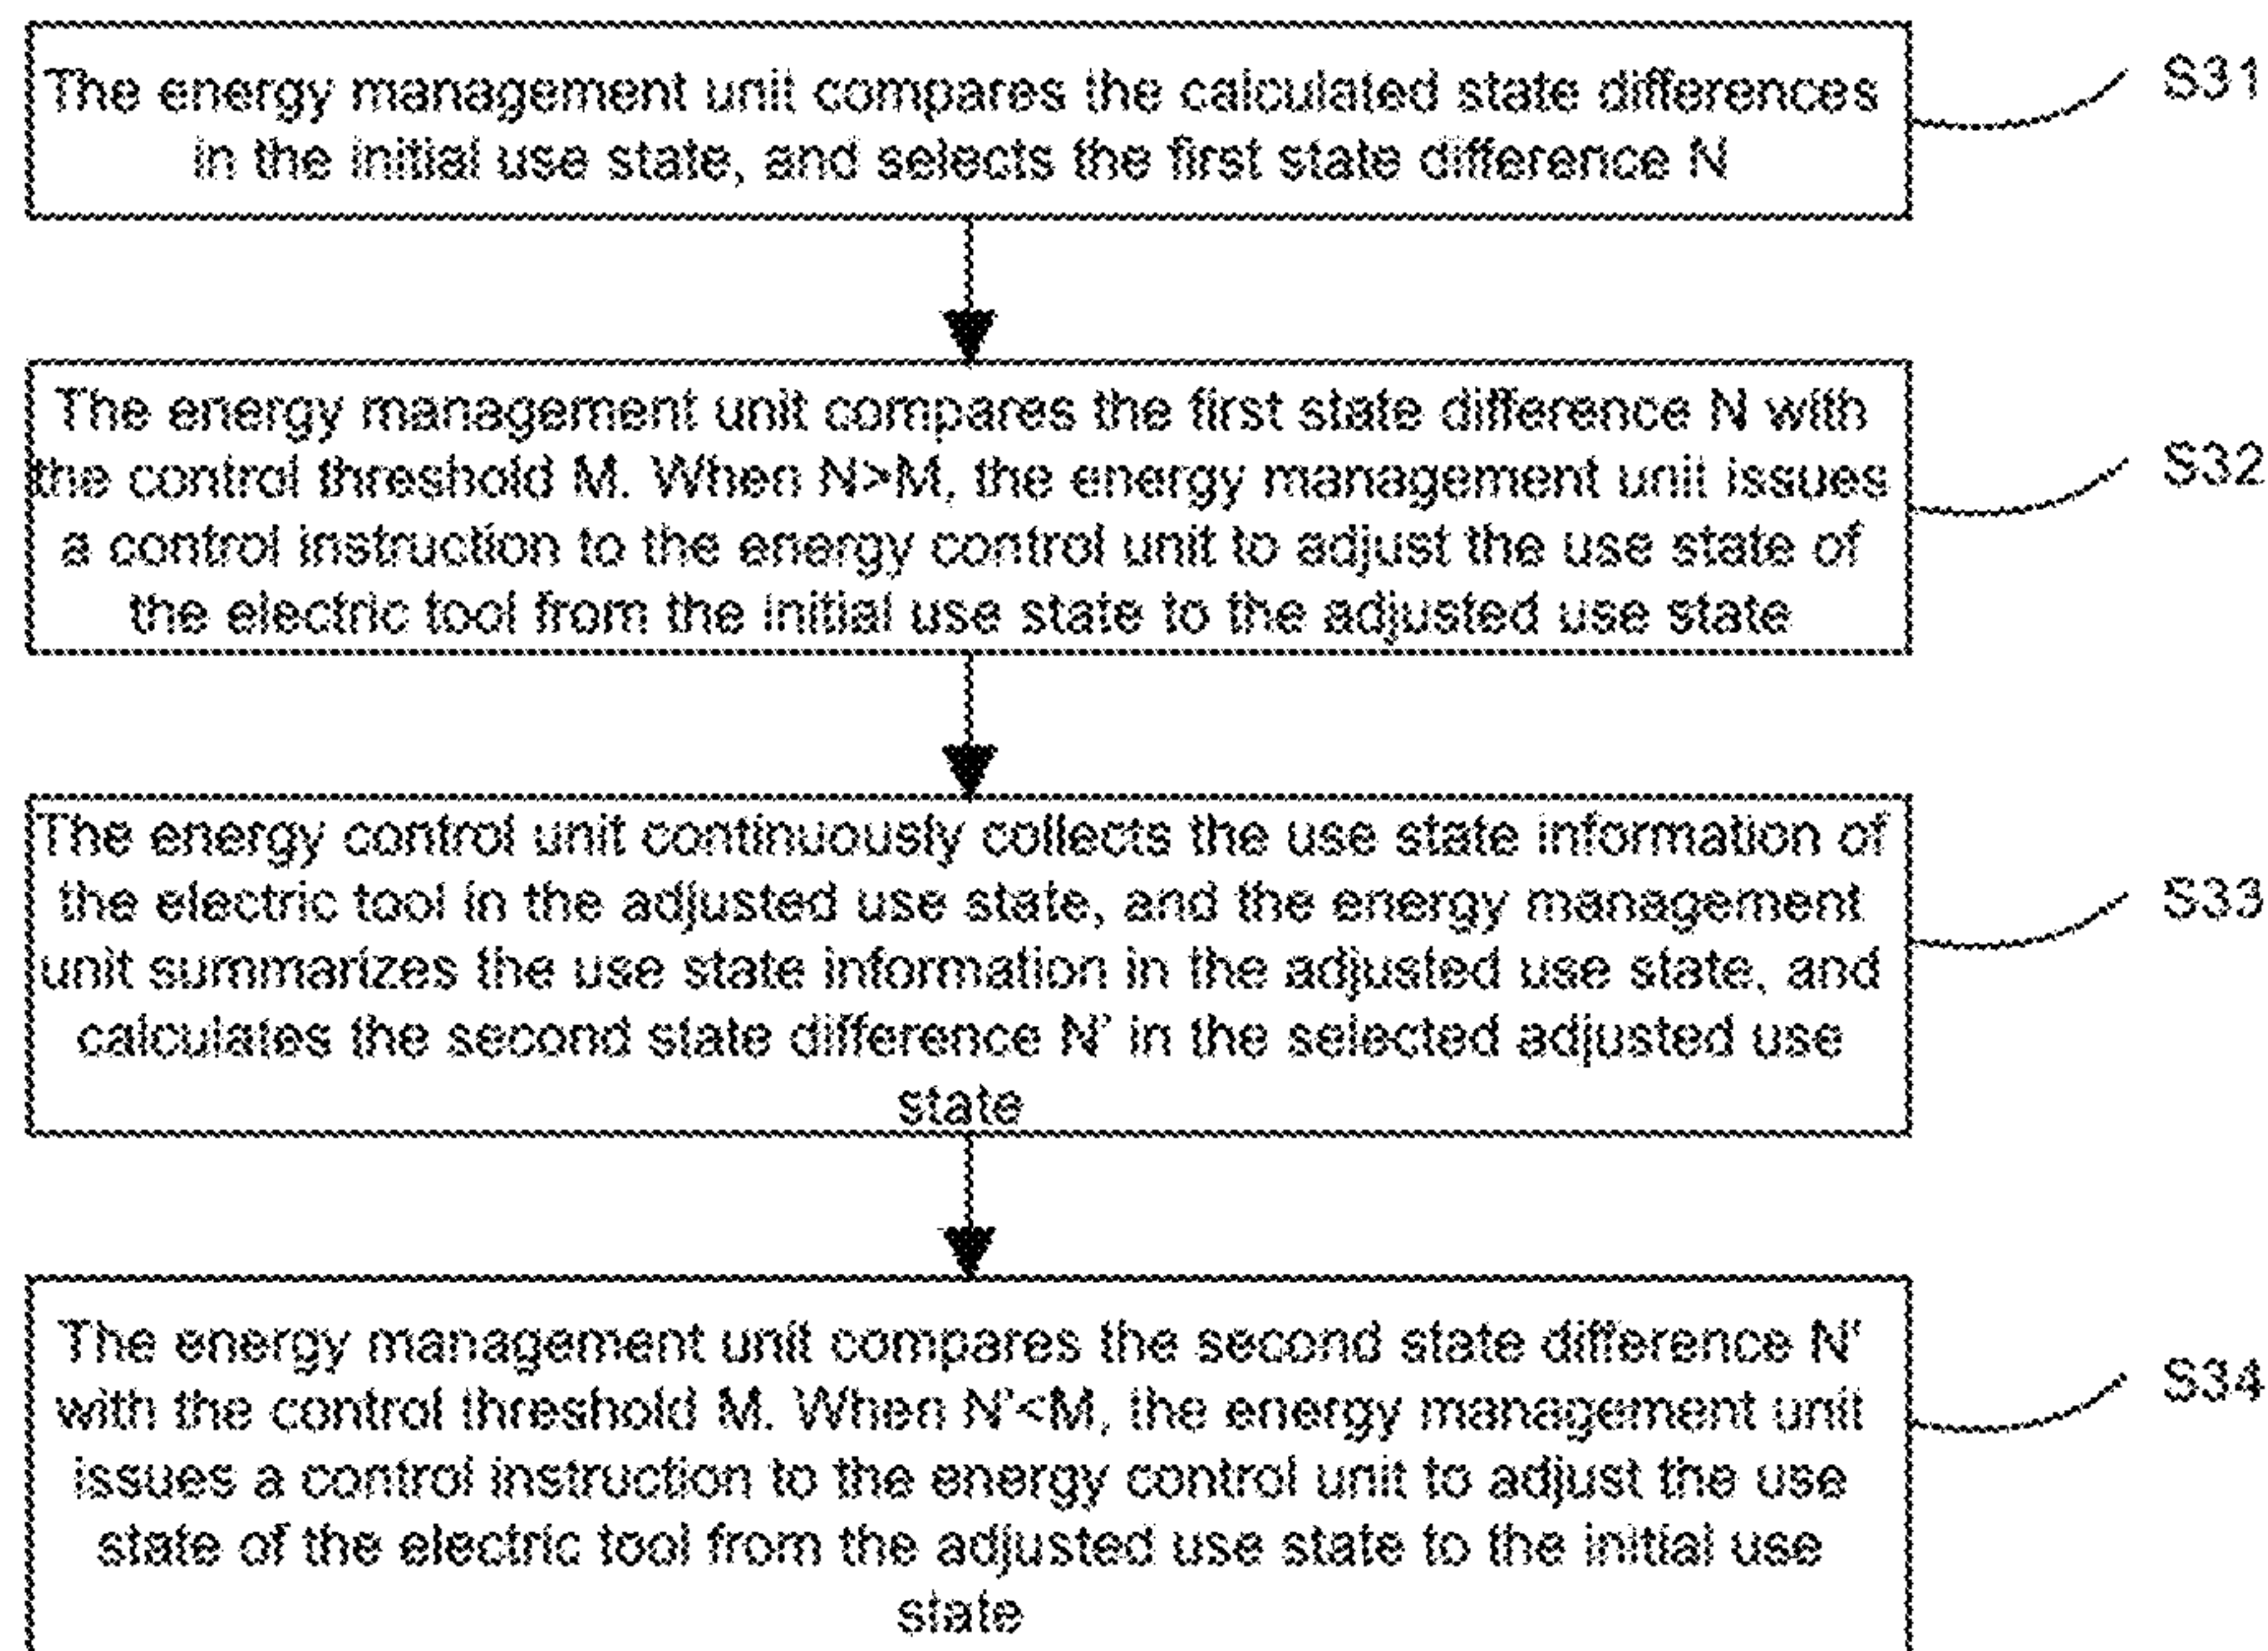 The energy management unit compares the calculated state differences
in the initial use state, and selects the first state difference N
S31
The energy management unit compares the first state difference N with
the control threshold M. When N>M, the energy management unit issues
a control instruction to the energy control unit to adjust the use state of
the electric tool from the initial use state to the adjusted use state
S32
The energy control unit continuously collects the use state information of
the electric tool in the adjusted use state, and the energy management
unit summarizes the use state information in the adjusted use state, and
calculates the second state difference N' in the selected adjusted use
state
S33
The energy management unit compares the second state difference N'
with the control threshold M. When N'<M, the energy management unit
issues a control instruction to the energy control unit to adjust the use
state of the electric tool from the adjusted use state to the initial use
state
S34